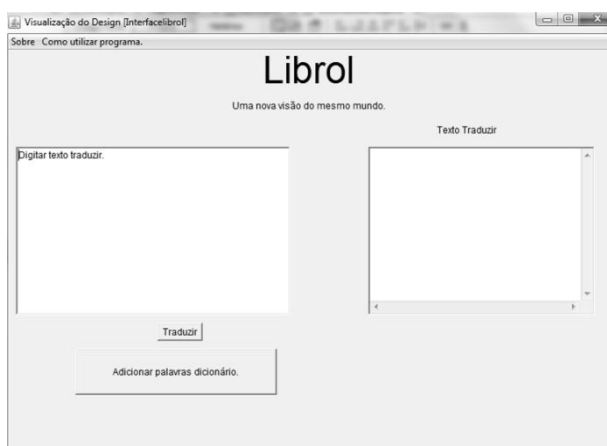 Visualização do Design [Interfacelibrol]
Sobre Como utilizar programa.
Librol
Uma nova visão do mesmo mundo.
Texto Traduzir
Digitar texto traduzir.
Traduzir
Adicionar palavras dicionário.